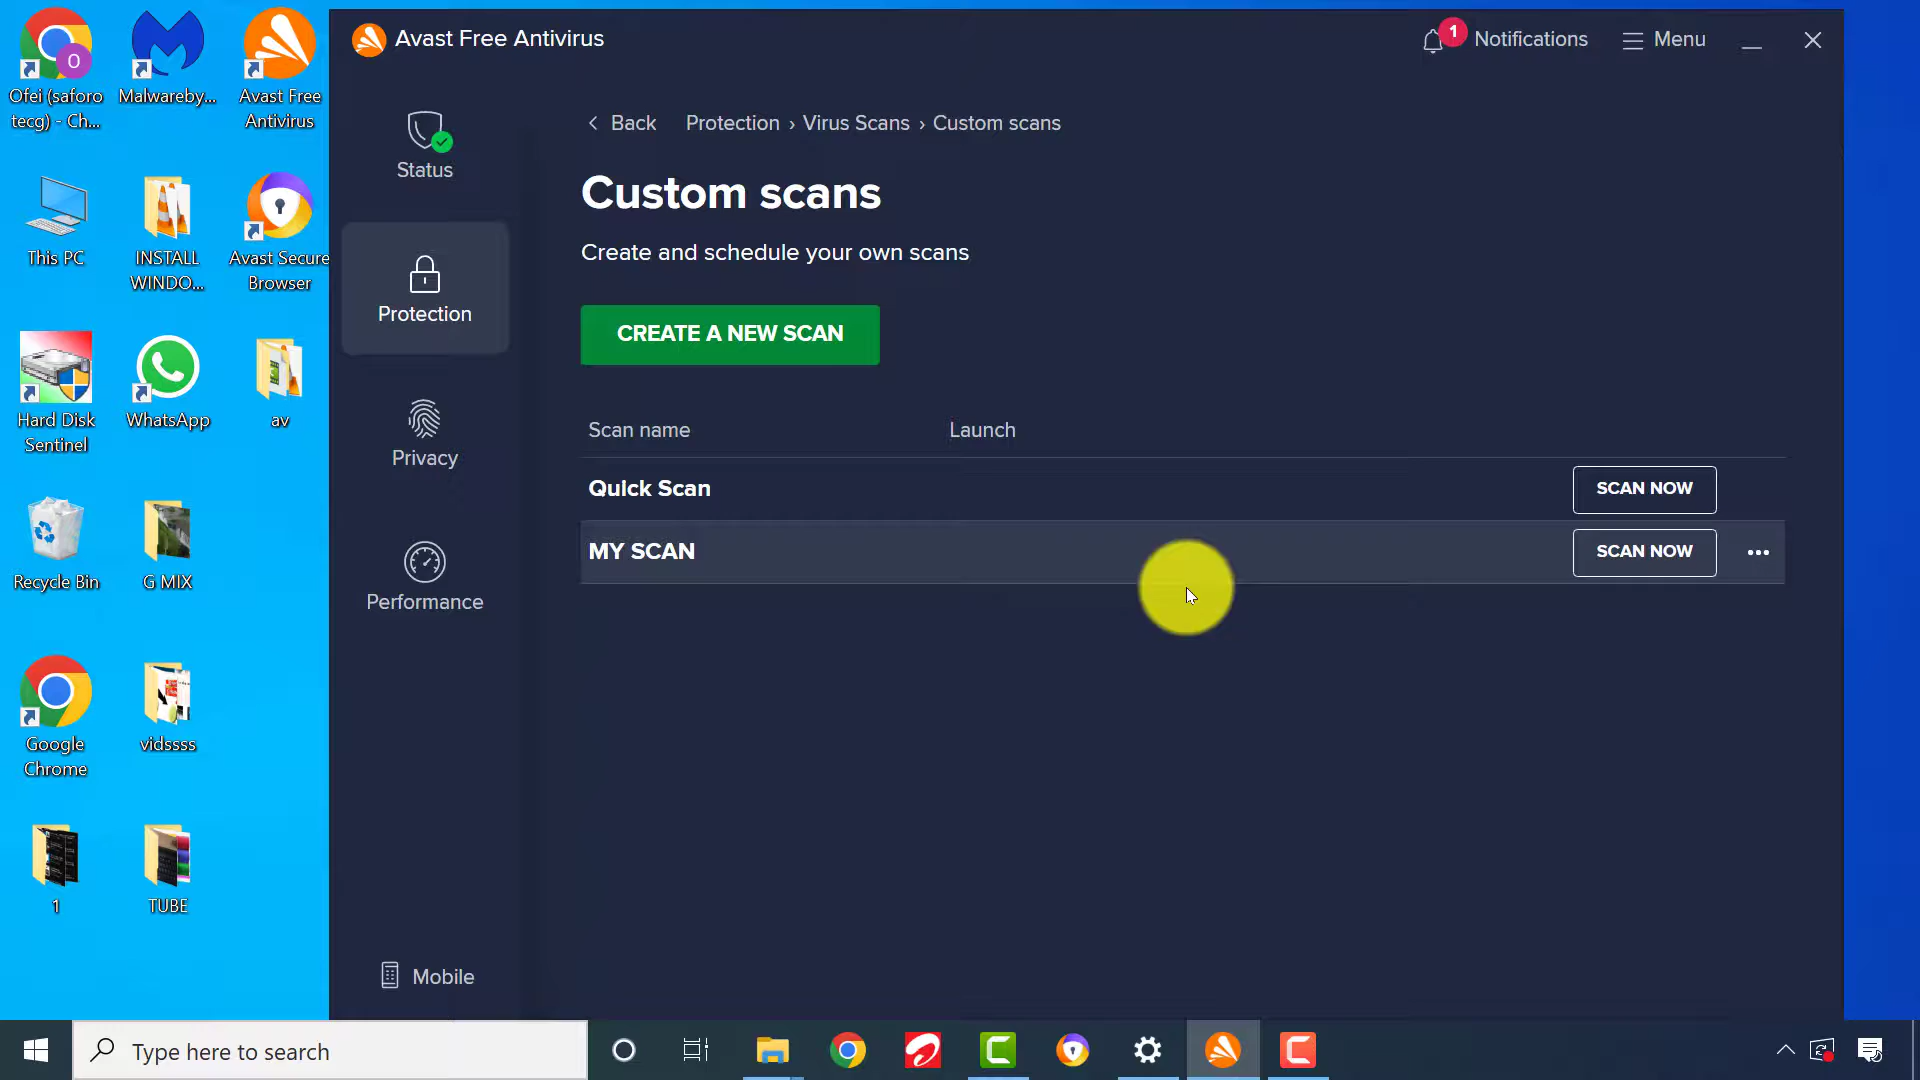 Ofei (saforo
tecg) - Ch...
Malwareby...
Avast Free
Antivirus
This PC
INSTALL
WINDO...
Avast Secure
Browser
Hard Disk
Sentinel
WhatsApp
av
Recycle Bin
G MIX
Google
Chrome
vidssss
1
TUBE
Avast Free Antivirus
1
Notifications
Menu
Status
Protection
Privacy
Performance
Mobile
Back
Protection › Virus Scans › Custom scans
Custom scans
Create and schedule your own scans
CREATE A NEW SCAN
Scan name
Launch
Quick Scan
SCAN NOW
MY SCAN
SCAN NOW
Type here to search